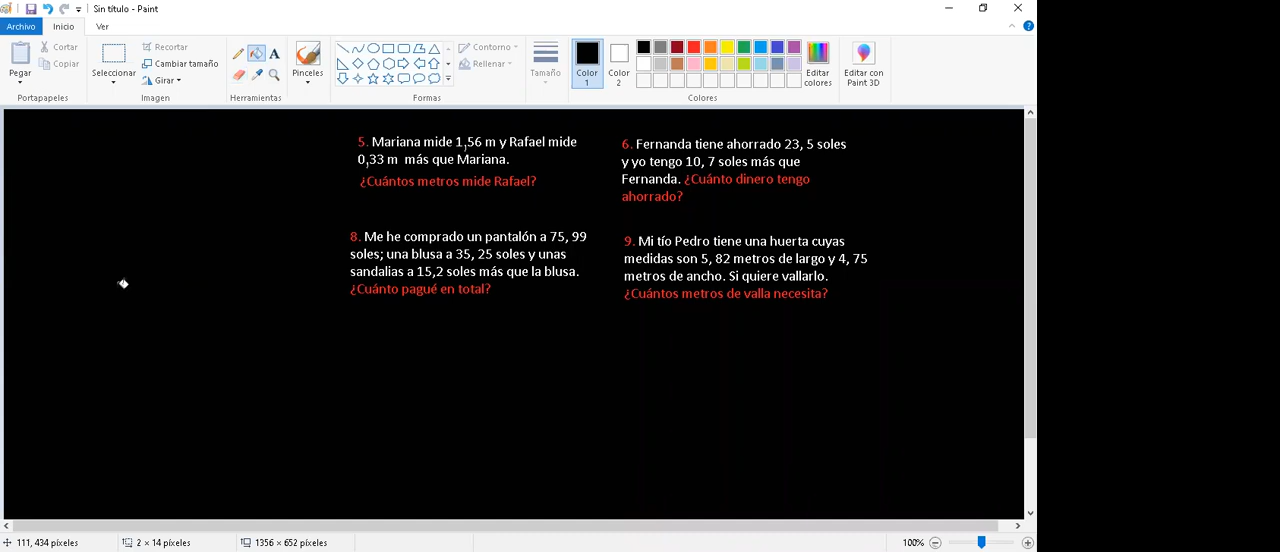 Sin título - Paint
Archivo
Inicio
Ver
Pegar
Cortar
Copiar
Portapapeles
Seleccionar
Recortar
Cambiar tamaño
Girar
Imagen
A
Herramientas
Pinceles
Contorno
Rellenar
Formas
Tamaño
Color 1
Color 2
Editar colores
Editar con Paint 3D
Colores
5. Mariana mide 1,56 m y Rafael mide
0,33 m más que Mariana.
¿Cuántos metros mide Rafael?
6. Fernanda tiene ahorrado 23, 5 soles
y yo tengo 10, 7 soles más que
Fernanda. ¿Cuánto dinero tengo
ahorrado?
8. Me he comprado un pantalón a 75, 99
soles; una blusa a 35, 25 soles y unas
sandalias a 15,2 soles más que la blusa.
¿Cuánto pagué en total?
9. Mi tío Pedro tiene una huerta cuyas
medidas son 5, 82 metros de largo y 4, 75
metros de ancho. Si quiere vallarlo.
¿Cuántos metros de valla necesita?
111, 434 píxeles
2 × 14 píxeles
1356 × 652 píxeles
100%